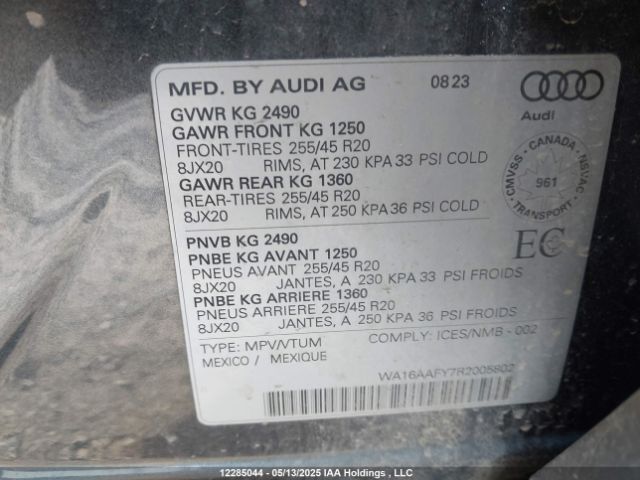 MFD. BY AUDI AG 0823
Audi
GVWR KG 2490
GAWR FRONT KG 1250
FRONT-TIRES 255/45 R20
8JX20 RIMS, AT 230 KPA 33 PSI COLD
GAWR REAR KG 1360
REAR-TIRES 255/45 R20
8JX20 RIMS, AT 250 KPA 36 PSI COLD
CMVSS - CANADA - NSVAC
961
TRANSPORT
EC
PNVB KG 2490
PNBE KG AVANT 1250
PNEUS AVANT 255/45 R20
8JX20 JANTES, A 230 KPA 33 PSI FROIDS
PNBE KG ARRIERE 1360
PNEUS ARRIERE 255/45 R20
8JX20 JANTES, A 250 KPA 36 PSI FROIDS
TYPE: MPV/VTUM COMPLY: ICES/NMB - 002
MEXICO / MEXIQUE
WA16AAFY7R2005802
12285044 - 05/13/2025 IAA Holdings , LLC